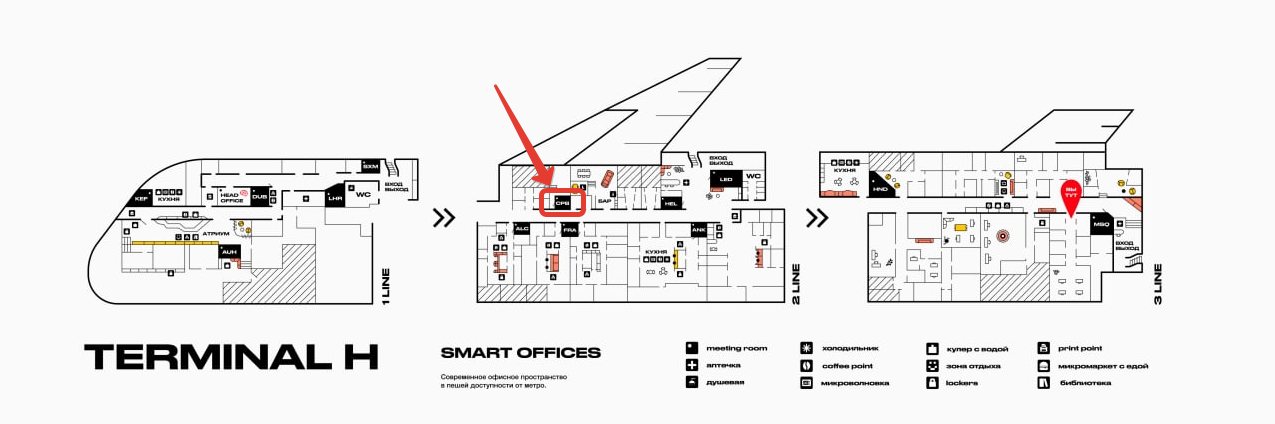 SXM
ВХОД
ВЫХОД
KEF
КУХНЯ
HEAD
OFFICE
DUB
LHR
WC
АТРИУМ
AUH
1 LINE
ВХОД
ВЫХОД
LED
WC
БАР
HEL
ALC
FRA
ANK
КУХНЯ
2 LINE
КУХНЯ
HND
ВЫ
ТУТ
MSQ
ВХОД
ВЫХОД
3 LINE
TERMINAL H
SMART OFFICES
Современное офисное пространство
в пешей доступности от метро.
meeting room
аптечка
душевая
холодильник
coffee point
микроволновка
кулер с водой
зона отдыха
lockers
print point
микромаркет с едой
библиотека